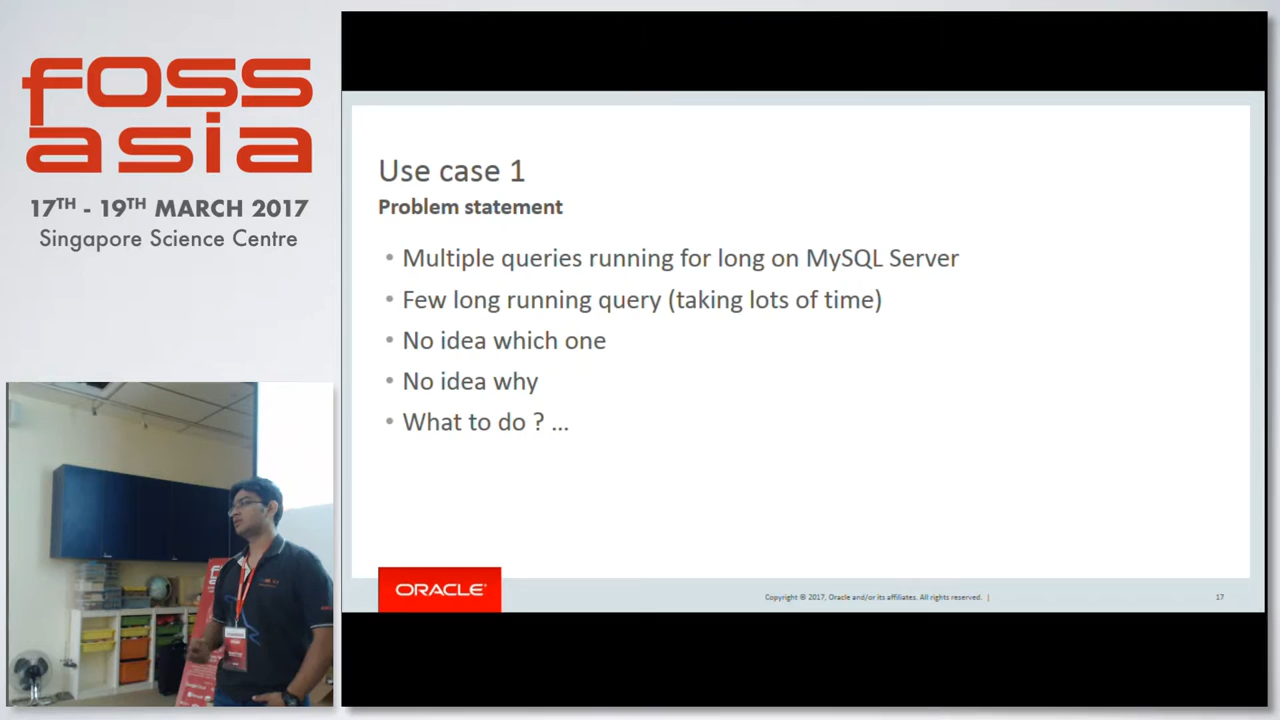 foss
asia
17TH - 19TH MARCH 2017
Singapore Science Centre
Use case 1
Problem statement
• Multiple queries running for long on MySQL Server
• Few long running query (taking lots of time)
• No idea which one
• No idea why
• What to do ? ...
ORACLE®
Copyright © 2017, Oracle and/or its affiliates. All rights reserved. |
17